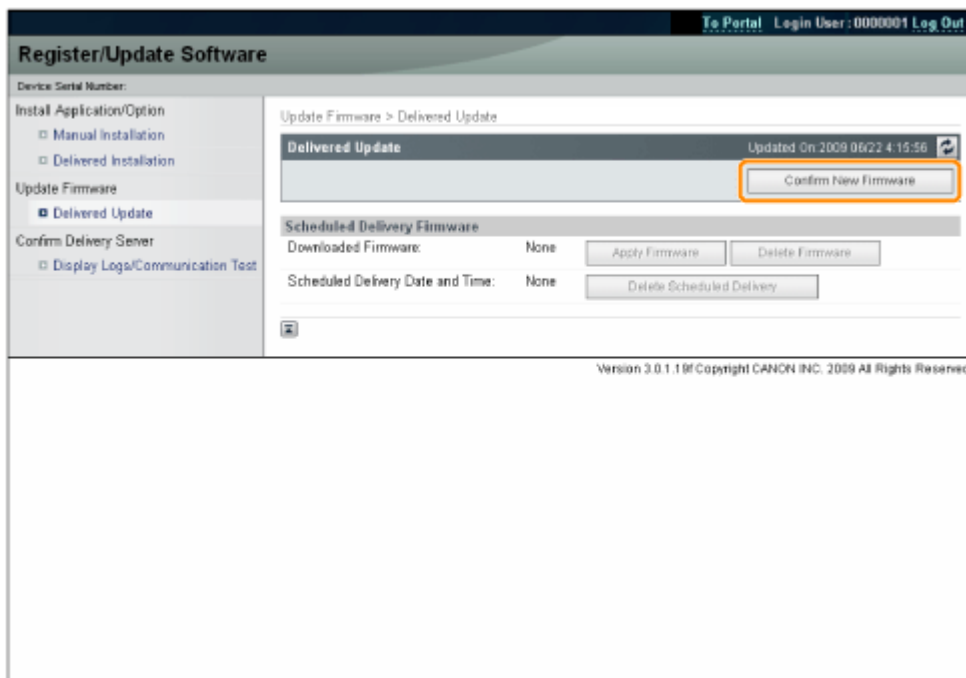 To Portal Login User : 0000001 Log Out
Register/Update Software
Device Serial Number:
Install Application/Option
Manual Installation
Delivered Installation
Update Firmware
Delivered Update
Confirm Delivery Server
Display Logs/Communication Test
Update Firmware > Delivered Update
Delivered Update Updated On 2009 06/22 4:15:56
Confirm New Firmware
Scheduled Delivery Firmware
Downloaded Firmware: None Apply Firmware Delete Firmware
Scheduled Delivery Date and Time: None Delete Scheduled Delivery
Version 3.0.1.19f Copyright CANON INC. 2009 All Rights Reserved